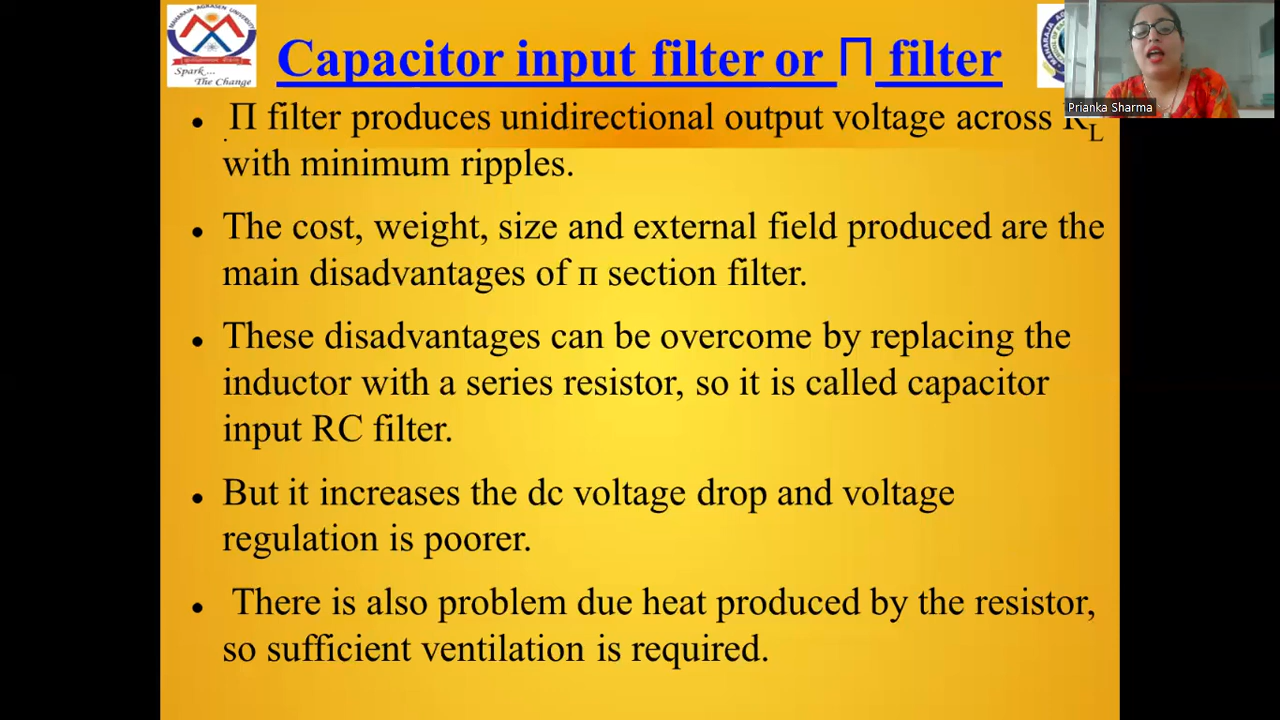 MAHARAJA AGRASEN UNIVERSITY
Spark...
The Change
Capacitor input filter or Π filter
Prianka Sharma
• Π filter produces unidirectional output voltage across RL
with minimum ripples.
• The cost, weight, size and external field produced are the
main disadvantages of п section filter.
• These disadvantages can be overcome by replacing the
inductor with a series resistor, so it is called capacitor
input RC filter.
• But it increases the dc voltage drop and voltage
regulation is poorer.
• There is also problem due heat produced by the resistor,
so sufficient ventilation is required.